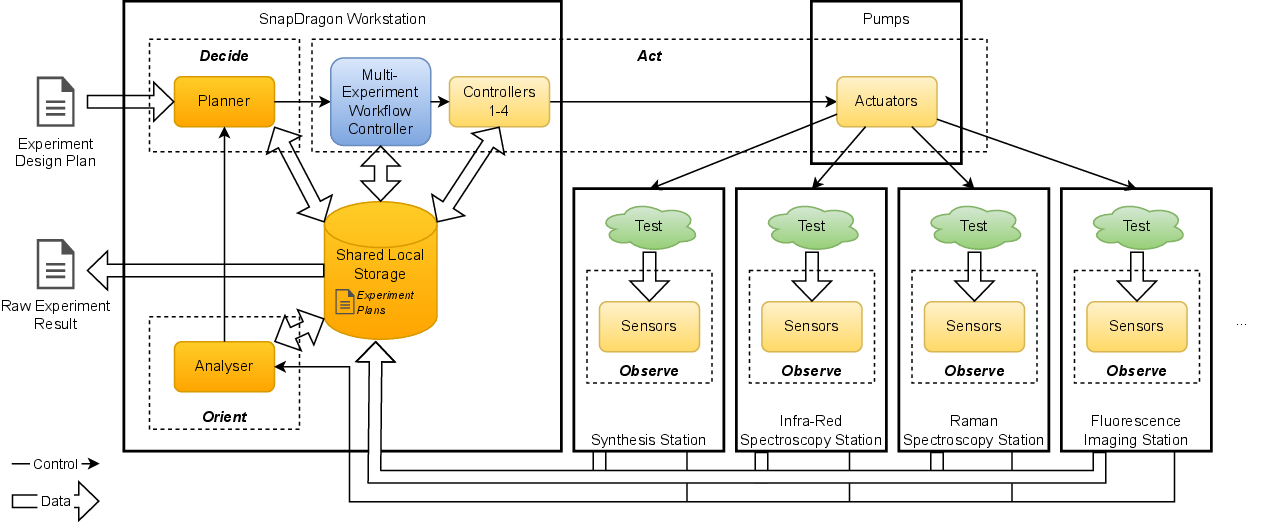 SnapDragon Workstation
Pumps
Decide
Act
Planner
Multi-
Experiment
Workflow
Controller
Controllers
1-4
Actuators
Experiment
Design Plan
Test
Test
Test
Test
Shared Local
Storage
Experiment
Plans
Raw Experiment
Result
Sensors
Sensors
Sensors
Sensors
...
Observe
Observe
Observe
Observe
Analyser
Orient
Synthesis Station
Infra-Red
Spectroscopy Station
Raman
Spectroscopy Station
Fluorescence
Imaging Station
Control
Data